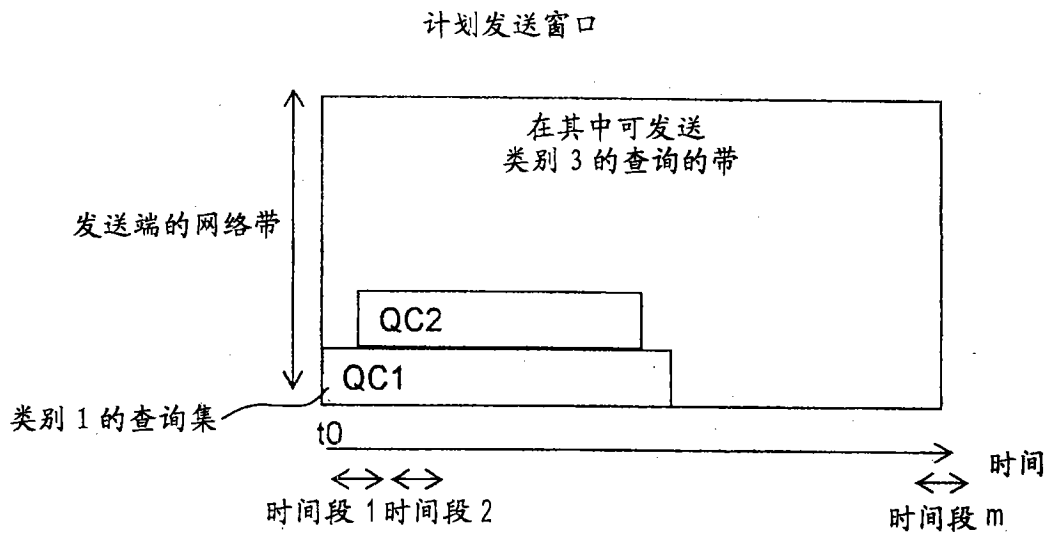 计划发送窗口
在其中可发送
类别3的查询的带
发送端的网络带
QC2
QC1
类别1的查询集
t0
时间
时间段1 时间段2
时间段m